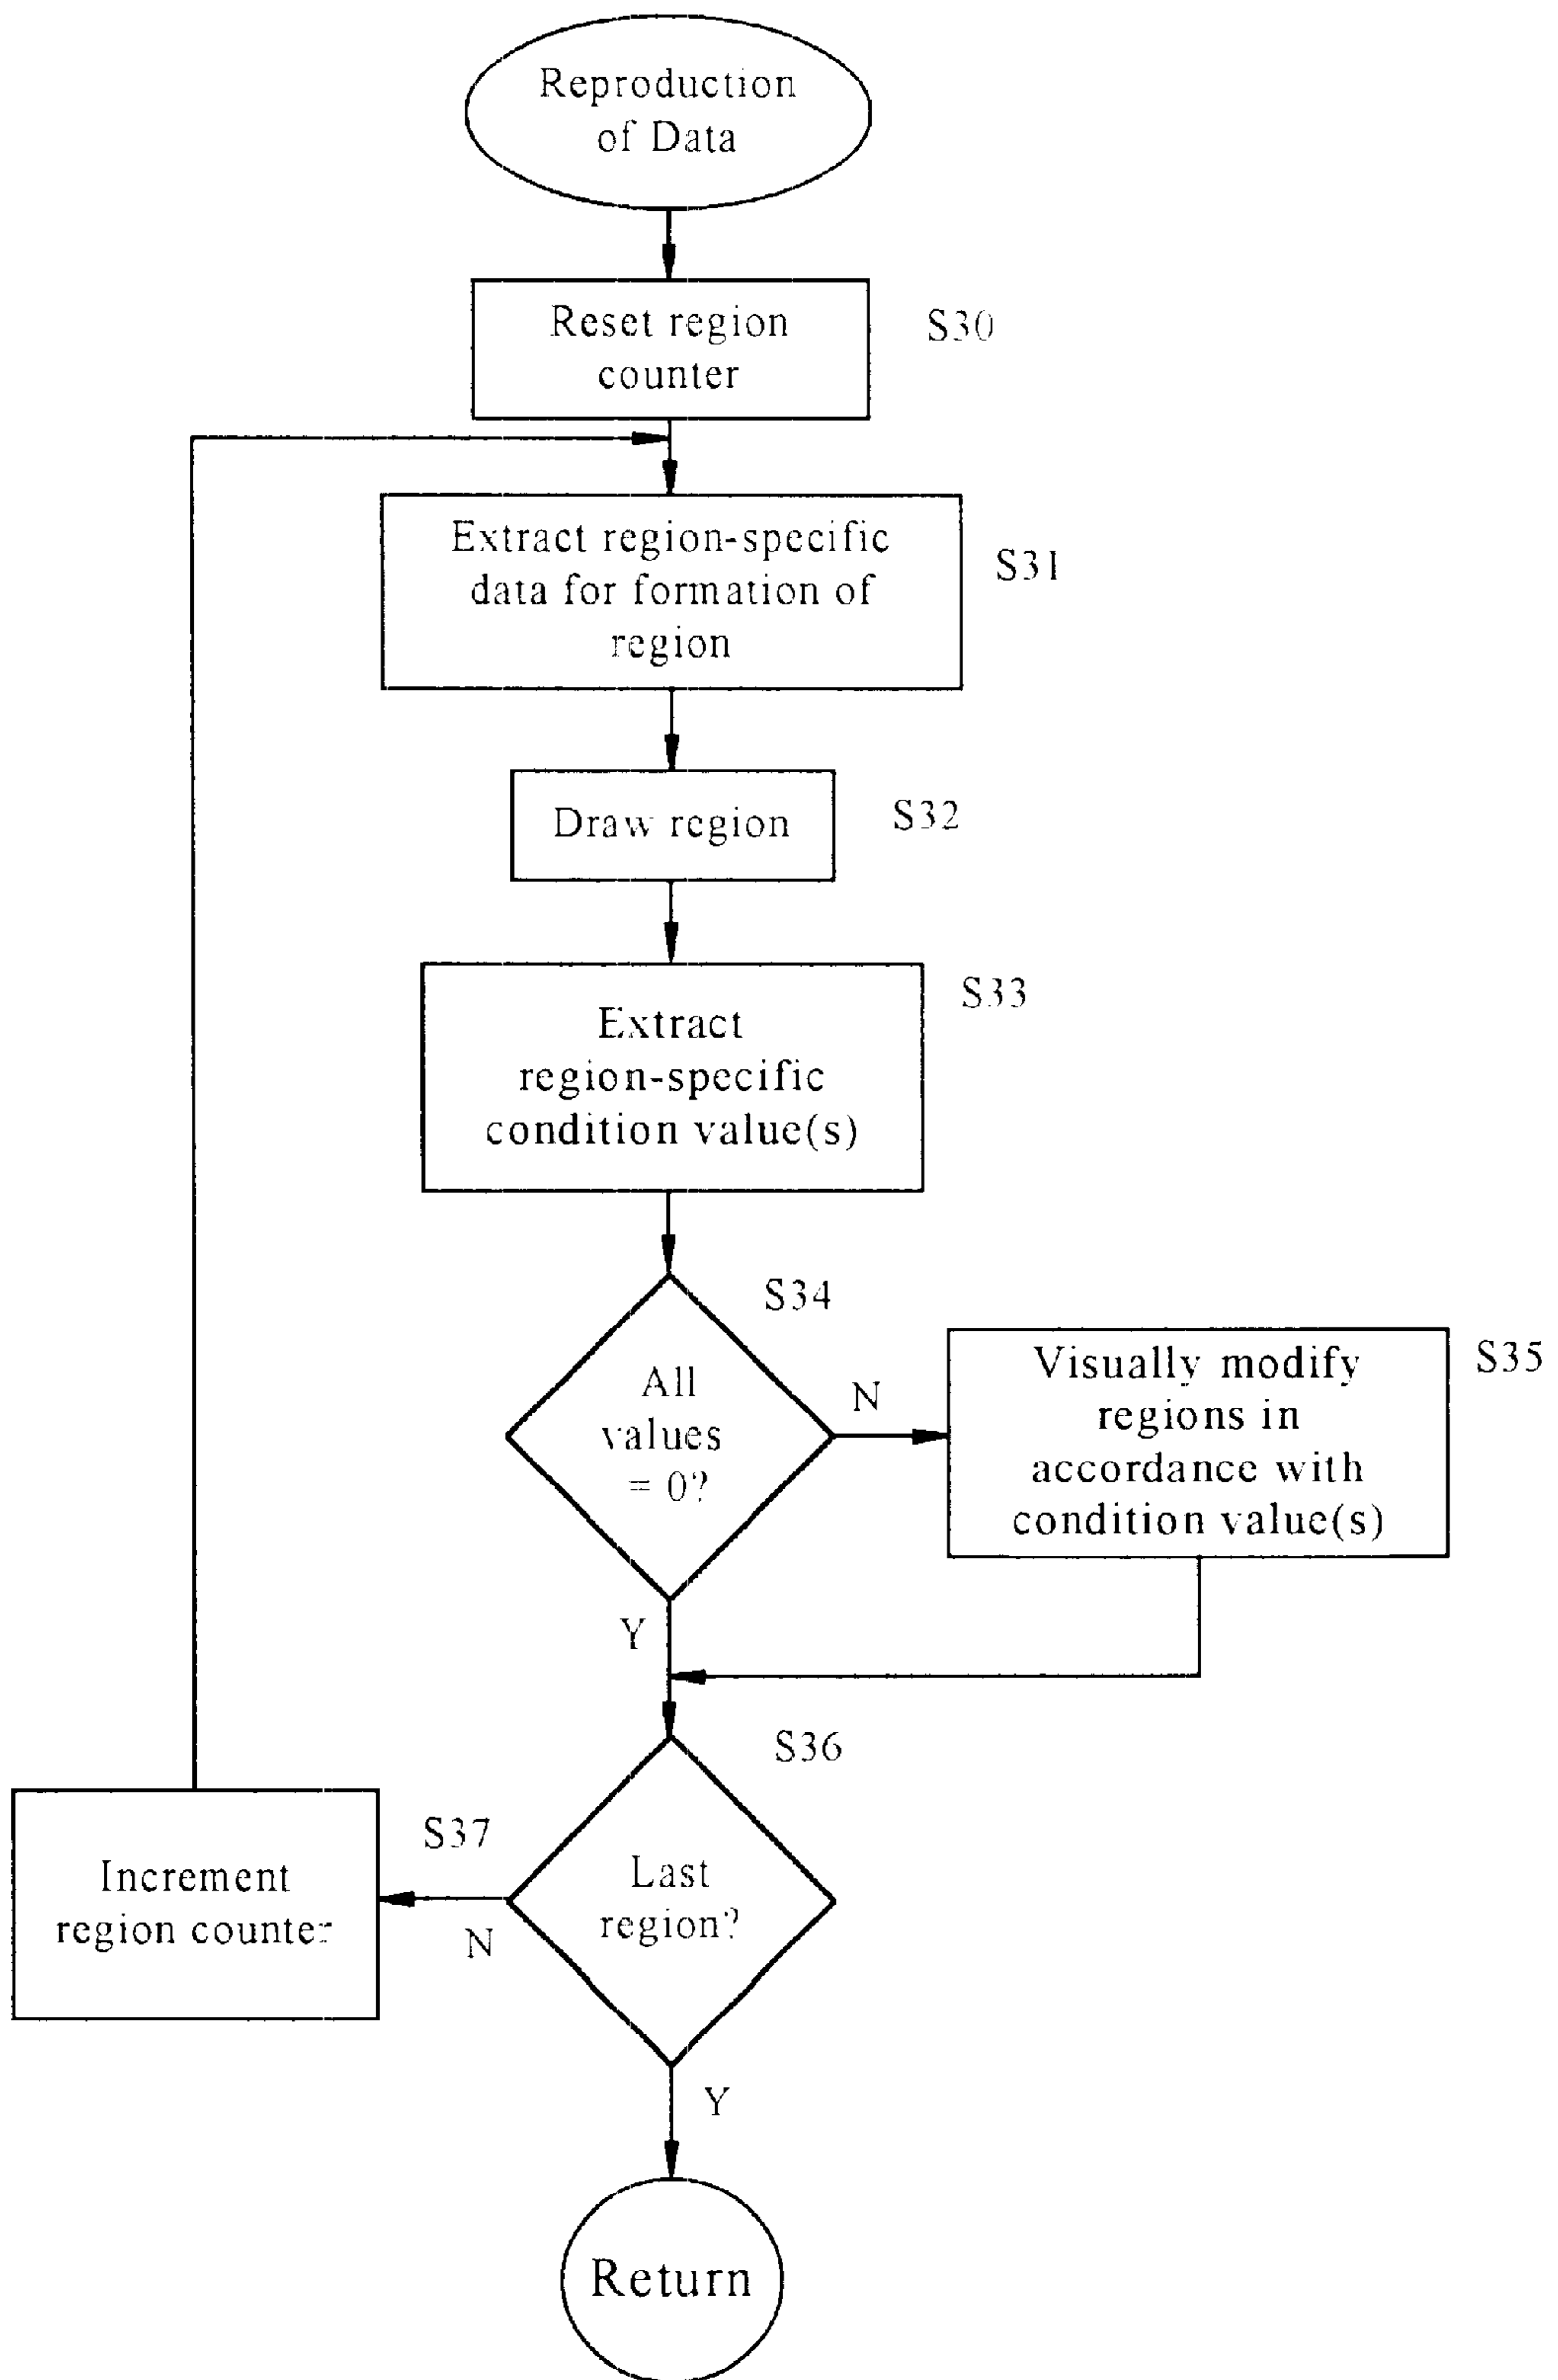 Reproduction
of Data
Reset region
counter
S30
Extract region-specific
data for formation of
region
S31
Draw region
S32
S33
Extract
region-specific
condition value(s)
S34
All
values
= 0?
N
Visually modify
regions in
accordance with
condition value(s)
S35
Y
S36
S37
Increment
region counter
Last
region?
N
Y
Return